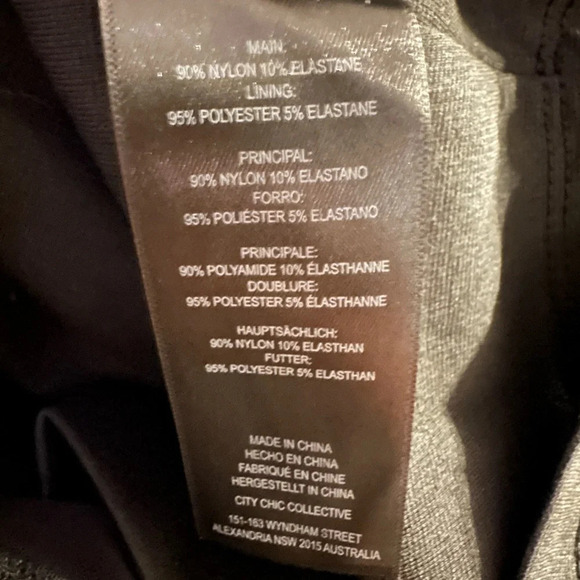 MAIN:
90% NYLON 10% ELASTANE
LINING:
95% POLYESTER 5% ELASTANE
PRINCIPAL:
90% NYLON 10% ELASTANO
FORRO:
95% POLIÉSTER 5% ELASTANO
PRINCIPALE:
90% POLYAMIDE 10% ÉLASTHANNE
DOUBLURE:
95% POLYESTER 5% ÉLASTHANNE
HAUPTSÄCHLICH:
90% NYLON 10% ELASTHAN
FUTTER:
95% POLYESTER 5% ELASTHAN
MADE IN CHINA
HECHO EN CHINA
FABRIQUÉ EN CHINE
HERGESTELLT IN CHINA
CITY CHIC COLLECTIVE
151-163 WYNDHAM STREET
ALEXANDRIA NSW 2015 AUSTRALIA